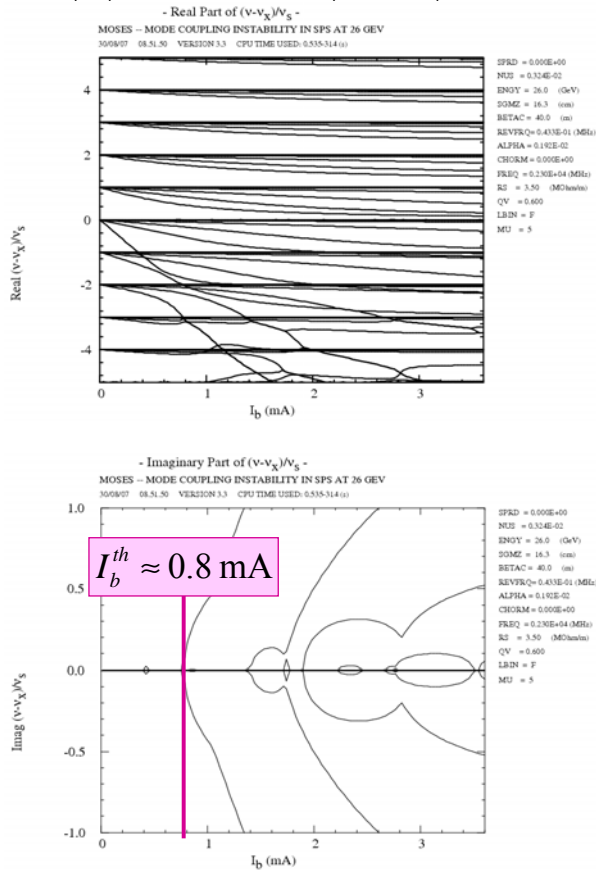 - Real Part of (ν-νx)/νs -
MOSES -- MODE COUPLING INSTABILITY IN SPS AT 26 GEV
30/08/07 08.51.50 VERSION 3.3 CPU TIME USED: 0.535-314 (s)
SPRD = 0.000E+00
NUS = 0.324E-02
ENGY = 26.0 (GeV)
SGMZ = 16.3 (cm)
BETAC = 40.0 (m)
REVFRQ= 0.433E-01 (MHz)
ALPHA = 0.192E-02
CHORM = 0.000E+00
FREQ = 0.230E+04 (MHz)
RS = 3.50 (MOhm/m)
QV = 0.600
LBIN = F
MU = 5
4
2
0
-2
-4
Real (ν-νx)/νs
0 1 2 3
Ib (mA)
- Imaginary Part of (ν-νx)/νs -
MOSES -- MODE COUPLING INSTABILITY IN SPS AT 26 GEV
30/08/07 08.51.50 VERSION 3.3 CPU TIME USED: 0.535-314 (s)
SPRD = 0.000E+00
NUS = 0.324E-02
ENGY = 26.0 (GeV)
SGMZ = 16.3 (cm)
BETAC = 40.0 (m)
REVFRQ= 0.433E-01 (MHz)
ALPHA = 0.192E-02
CHORM = 0.000E+00
FREQ = 0.230E+04 (MHz)
RS = 3.50 (MOhm/m)
QV = 0.600
LBIN = F
MU = 5
1.0
I_b^th ≈ 0.8 mA
0.5
0.0
-0.5
-1.0
Imag (ν-νx)/νs
0 1 2 3
Ib (mA)